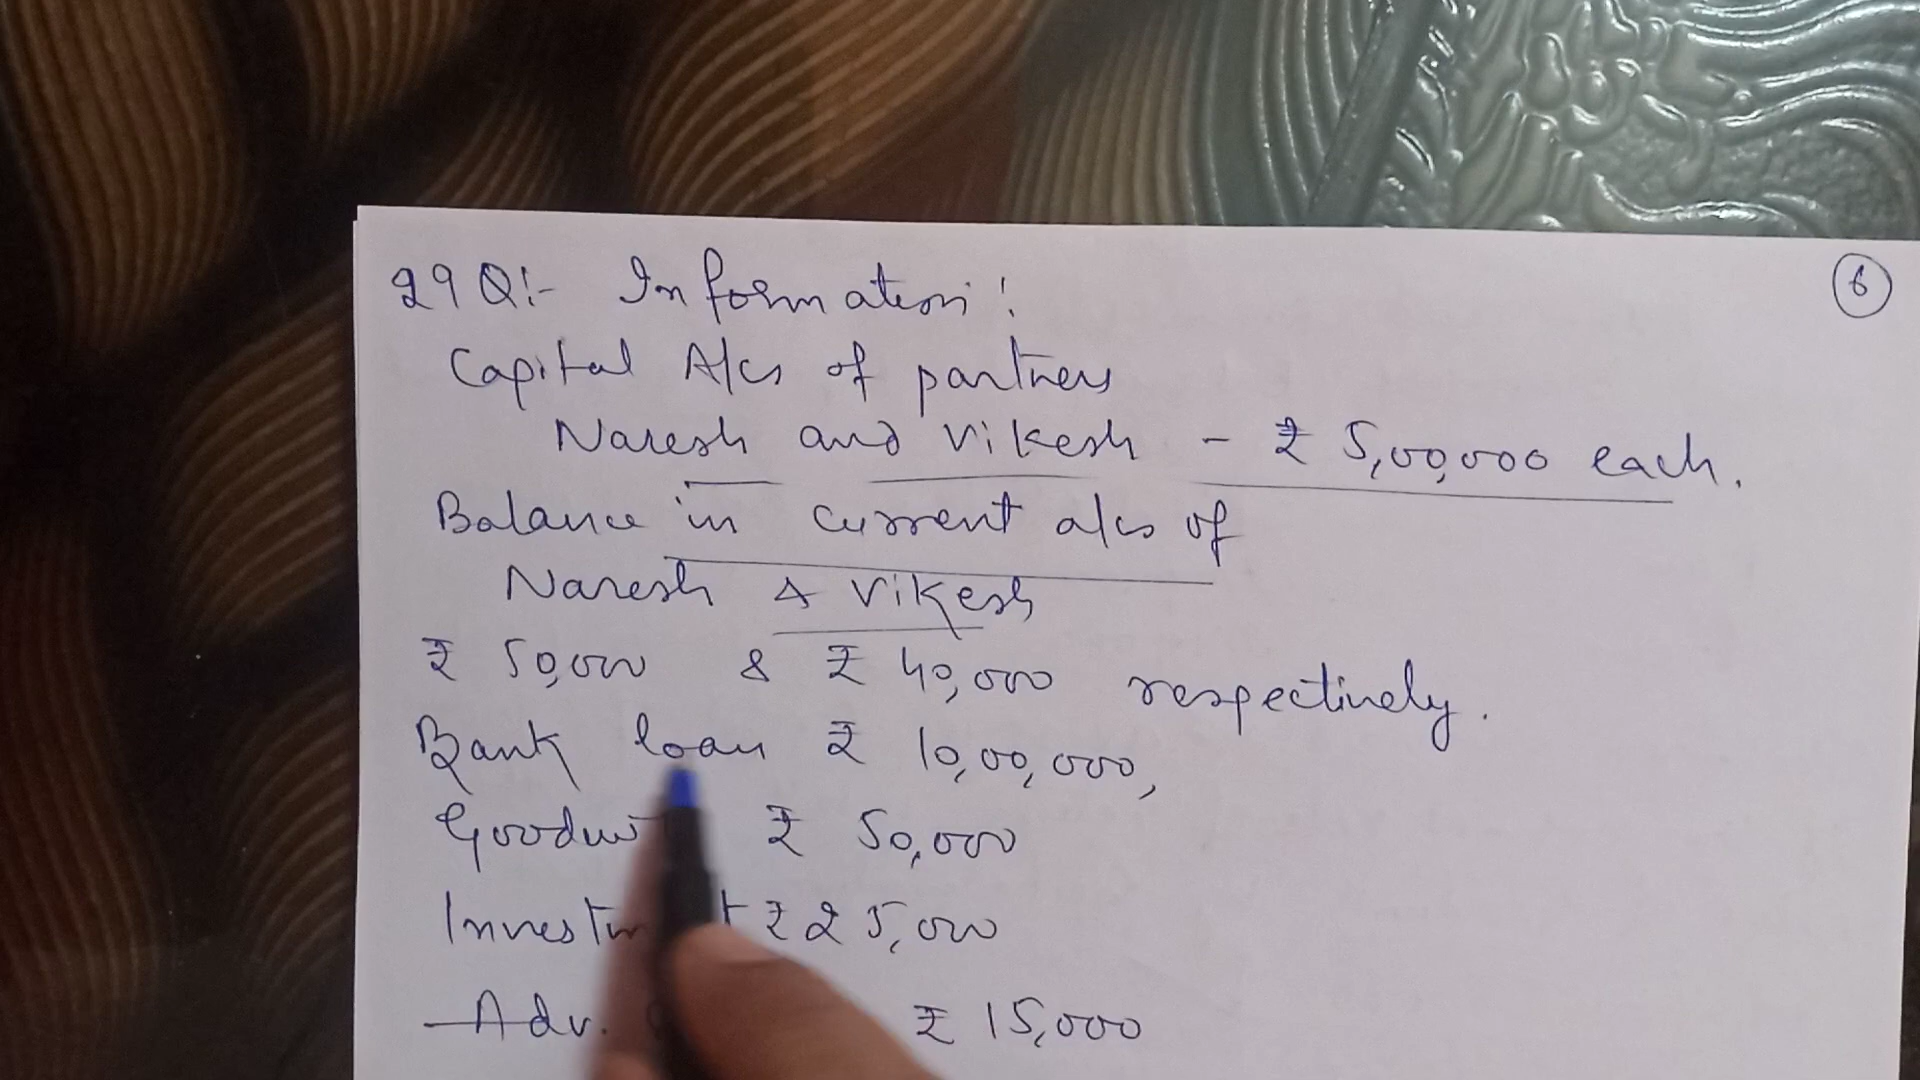 29 Q:- Information:
6
Capital A/cs of partners
Naresh and Vikesh - ₹ 5,00,000 each.
Balance in current a/cs of
Naresh & Vikesh
₹ 50,000 & ₹ 40,000 respectively.
Bank loan ₹ 10,00,000,
₹ 50,000
₹ 25,000
Adv. ₹ 15,000